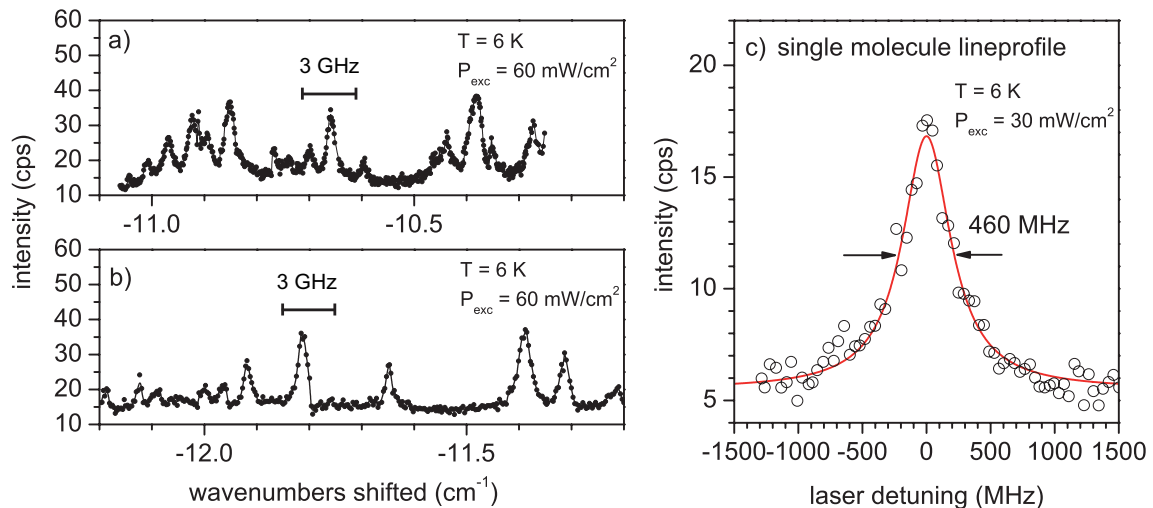 a)
T = 6 K
P_exc = 60 mW/cm²
3 GHz
60
50
40
30
20
10
-11.0
-10.5
b)
T = 6 K
P_exc = 60 mW/cm²
3 GHz
60
50
40
30
20
10
-12.0
-11.5
intensity (cps)
wavenumbers shifted (cm⁻¹)
c) single molecule lineprofile
T = 6 K
P_exc = 30 mW/cm²
460 MHz
20
15
10
5
intensity (cps)
-1500
-1000
-500
0
500
1000
1500
laser detuning (MHz)